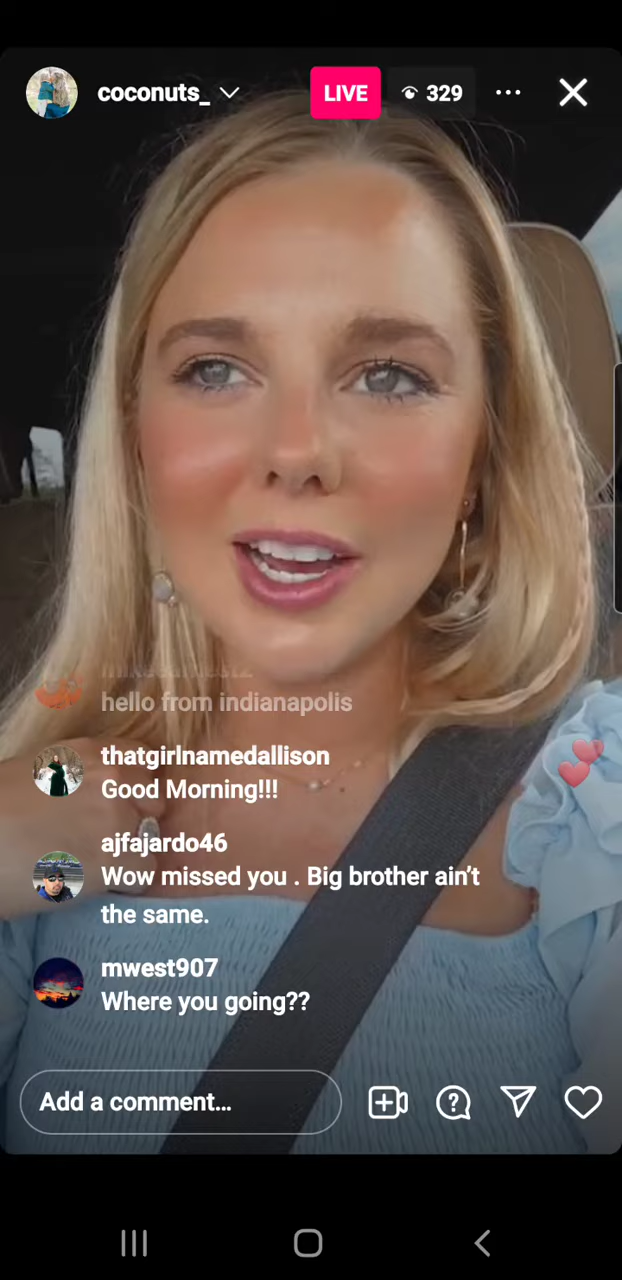 coconuts_
LIVE
329
hello from indianapolis
thatgirlnamedallison
Good Morning!!!
ajfajardo46
Wow missed you . Big brother ain't
the same.
mwest907
Where you going??
Add a comment...